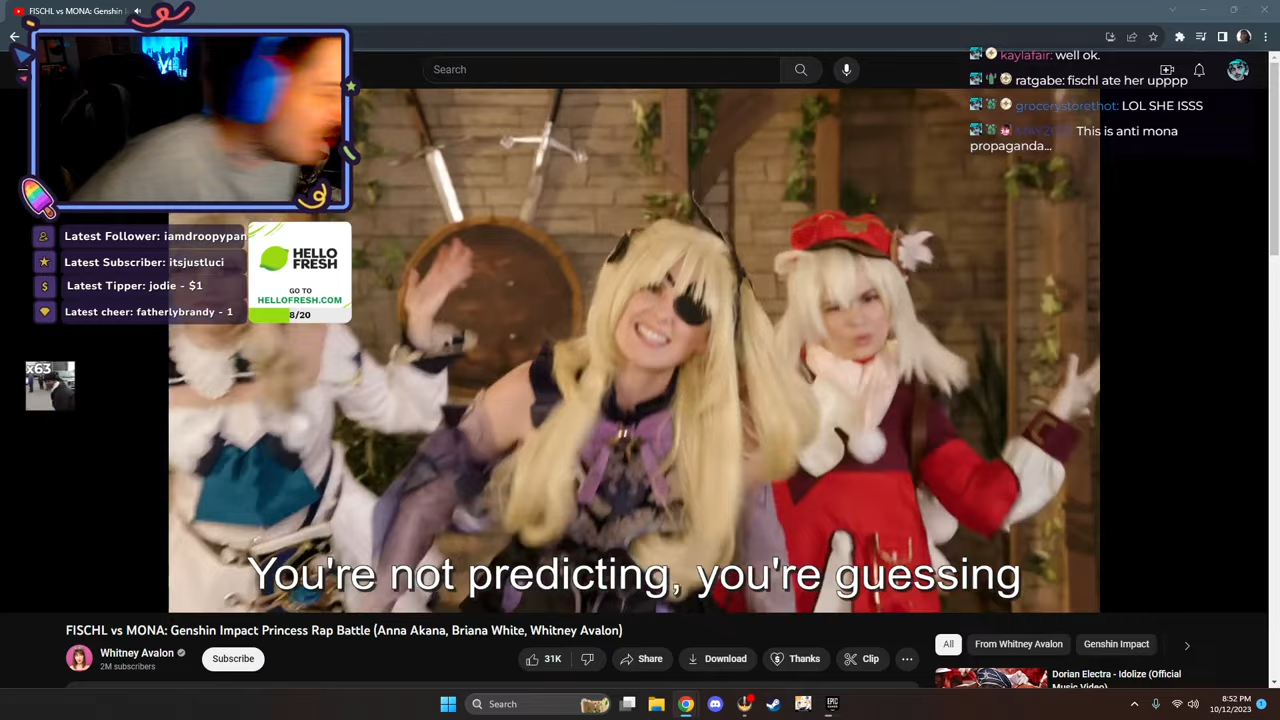 FISCHL vs MONA: Genshin
Search
kaylafair: well ok.
ratgabe: fischl ate her upppp
grocerystorethot: LOL SHE ISSS
This is anti mona
propaganda...
Latest Follower: iamdroopypan
Latest Subscriber: itsjustluci
Latest Tipper: jodie - $1
Latest cheer: fatherlybrandy - 1
HELLO
FRESH
GO TO
HELLOFRESH.COM
8/20
x63
You're not predicting, you're guessing
FISCHL vs MONA: Genshin Impact Princess Rap Battle (Anna Akana, Briana White, Whitney Avalon)
Whitney Avalon
2M subscribers
Subscribe
31K
Share
Download
Thanks
Clip
All
From Whitney Avalon
Genshin Impact
Dorian Electra - Idolize (Official
Music Video)
Search
EPIC
8:52 PM
10/12/2023